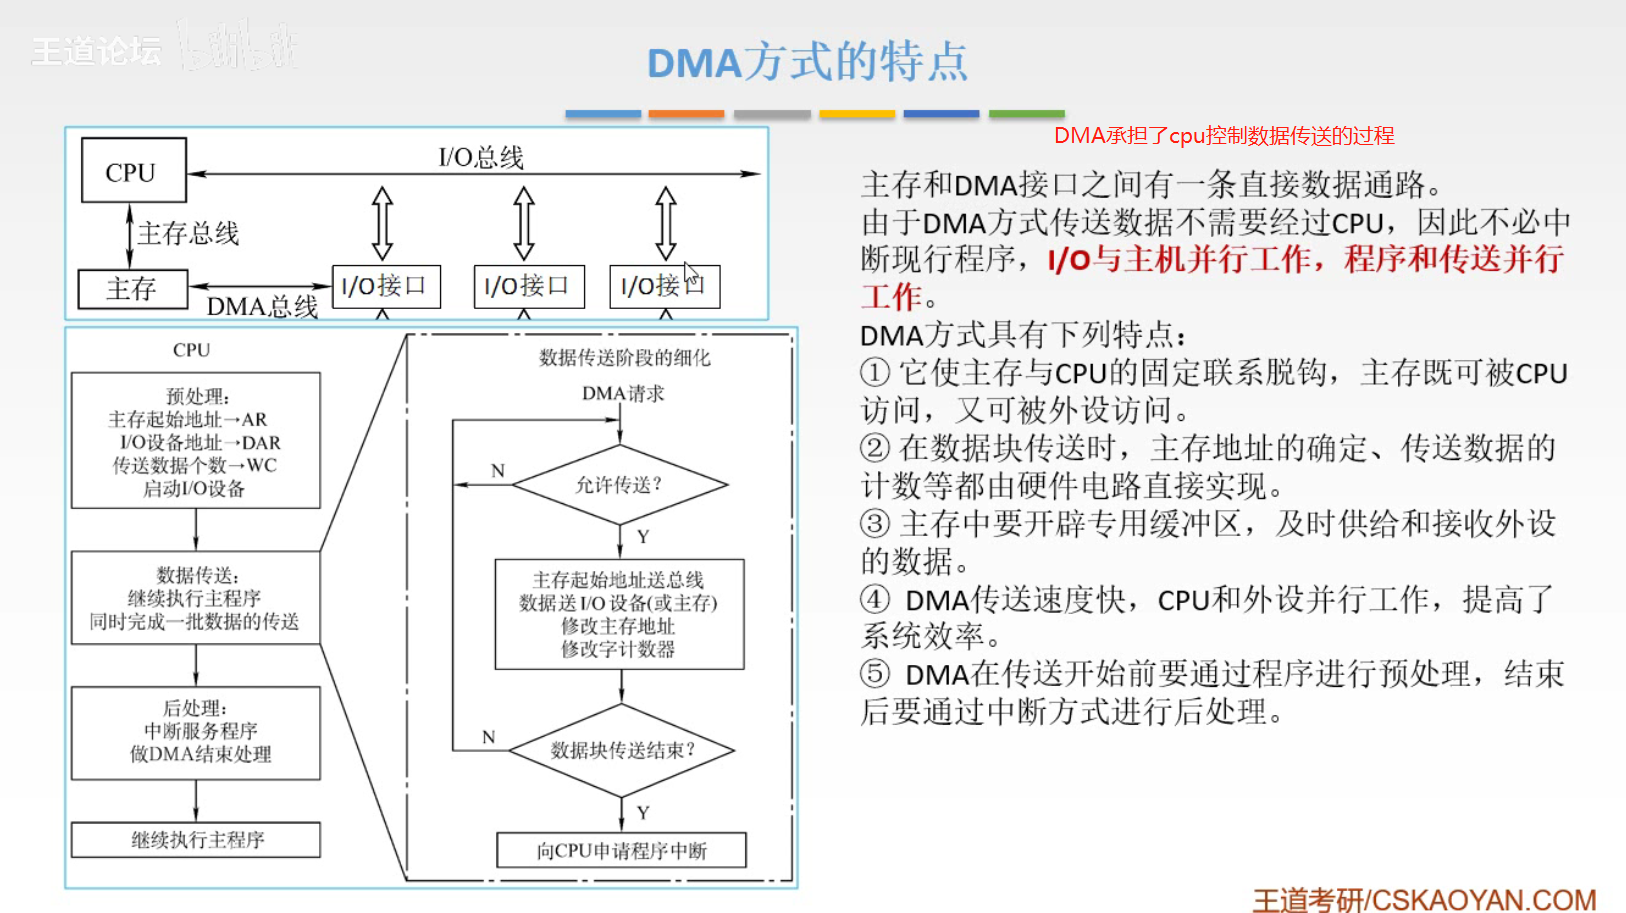 王道论坛 bilibili
DMA方式的特点
DMA承担了cpu控制数据传送的过程
CPU
I/O总线
主存总线
主存
DMA总线
I/O接口
I/O接口
I/O接口
主存和DMA接口之间有一条直接数据通路。
由于DMA方式传送数据不需要经过CPU，因此不必中
断现行程序，I/O与主机并行工作，程序和传送并行
工作。
DMA方式具有下列特点：
① 它使主存与CPU的固定联系脱钩，主存既可被CPU
访问，又可被外设访问。
② 在数据块传送时，主存地址的确定、传送数据的
计数等都由硬件电路直接实现。
③ 主存中要开辟专用缓冲区，及时供给和接收外设
的数据。
④ DMA传送速度快，CPU和外设并行工作，提高了
系统效率。
⑤ DMA在传送开始前要通过程序进行预处理，结束
后要通过中断方式进行后处理。
CPU
预处理：
主存起始地址→AR
I/O设备地址→DAR
传送数据个数→WC
启动I/O设备
数据传送：
继续执行主程序
同时完成一批数据的传送
后处理：
中断服务程序
做DMA结束处理
继续执行主程序
数据传送阶段的细化
DMA请求
N
允许传送？
Y
主存起始地址送总线
数据送 I/O 设备(或主存)
修改主存地址
修改字计数器
N
数据块传送结束？
Y
向CPU申请程序中断
王道考研/CSKAOYAN.COM